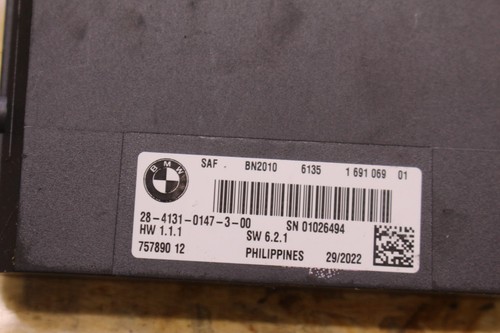 BMW
SAF BN2010 6135 1 691 069 01
28-4131-0147-3-00 SN 01026494
HW 1.1.1 SW 6.2.1
757890 12 PHILIPPINES 29/2022